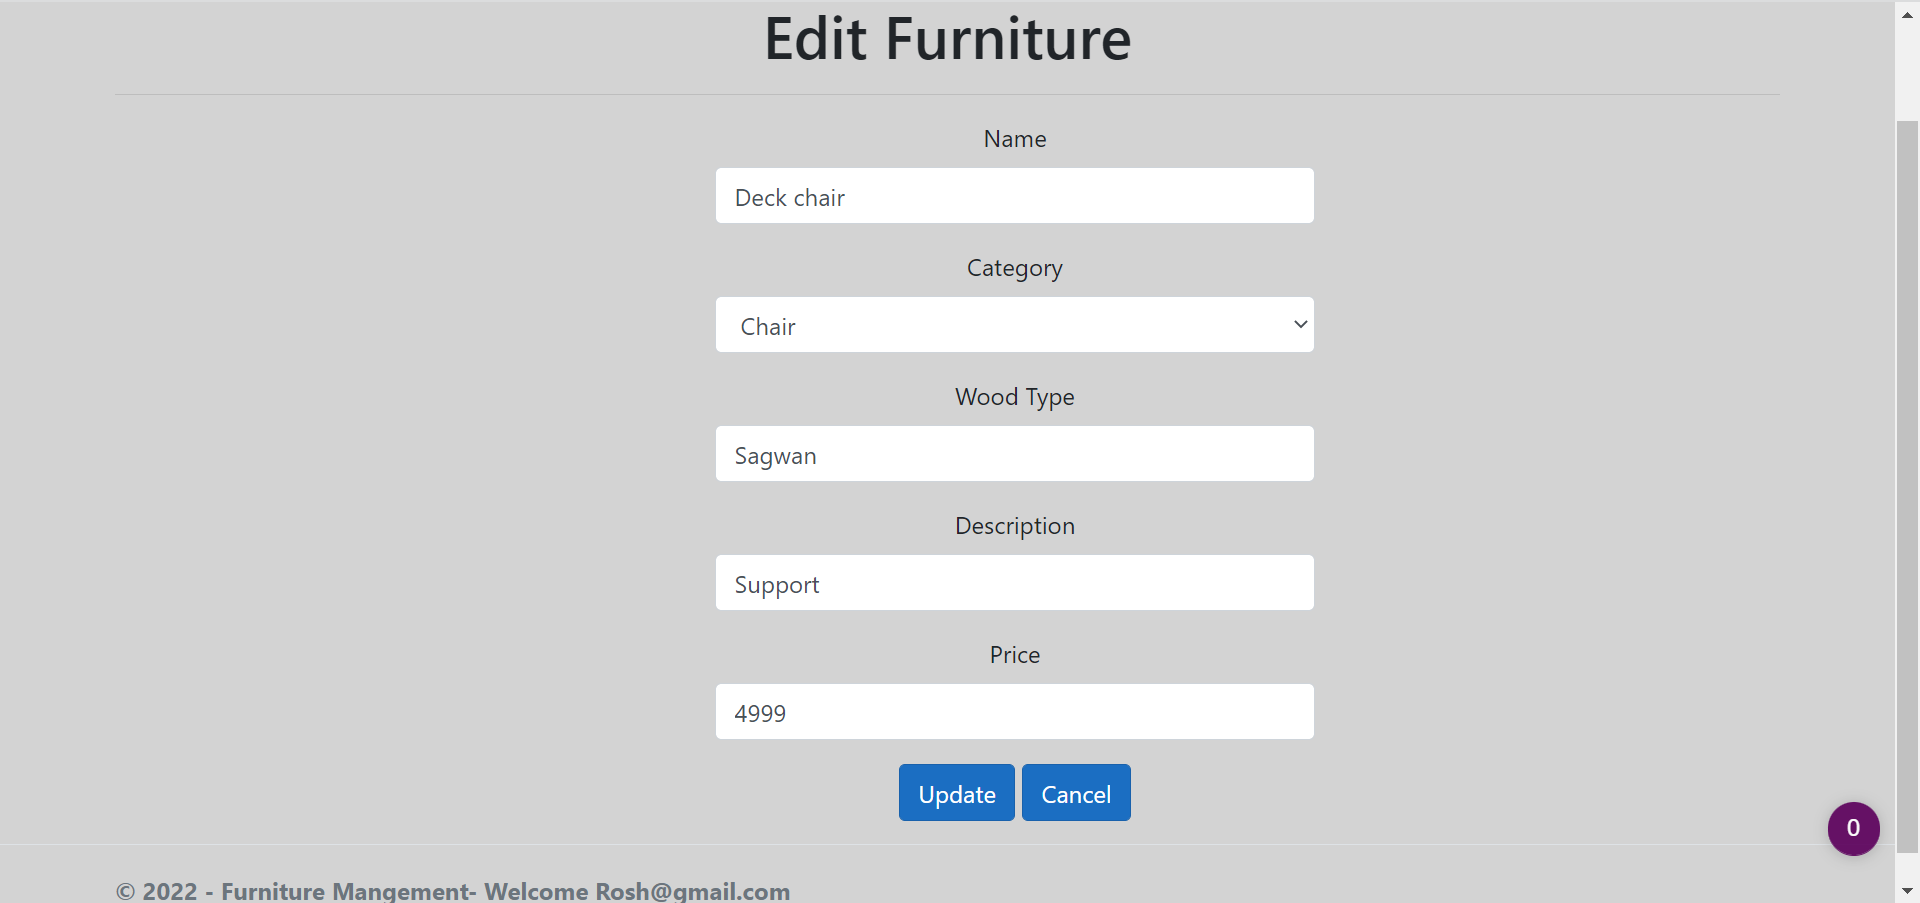 Edit Furniture
Name
Deck chair
Category
Chair
Wood Type
Sagwan
Description
Support
Price
4999
Update Cancel
0
© 2022 - Furniture Mangement- Welcome Rosh@gmail.com